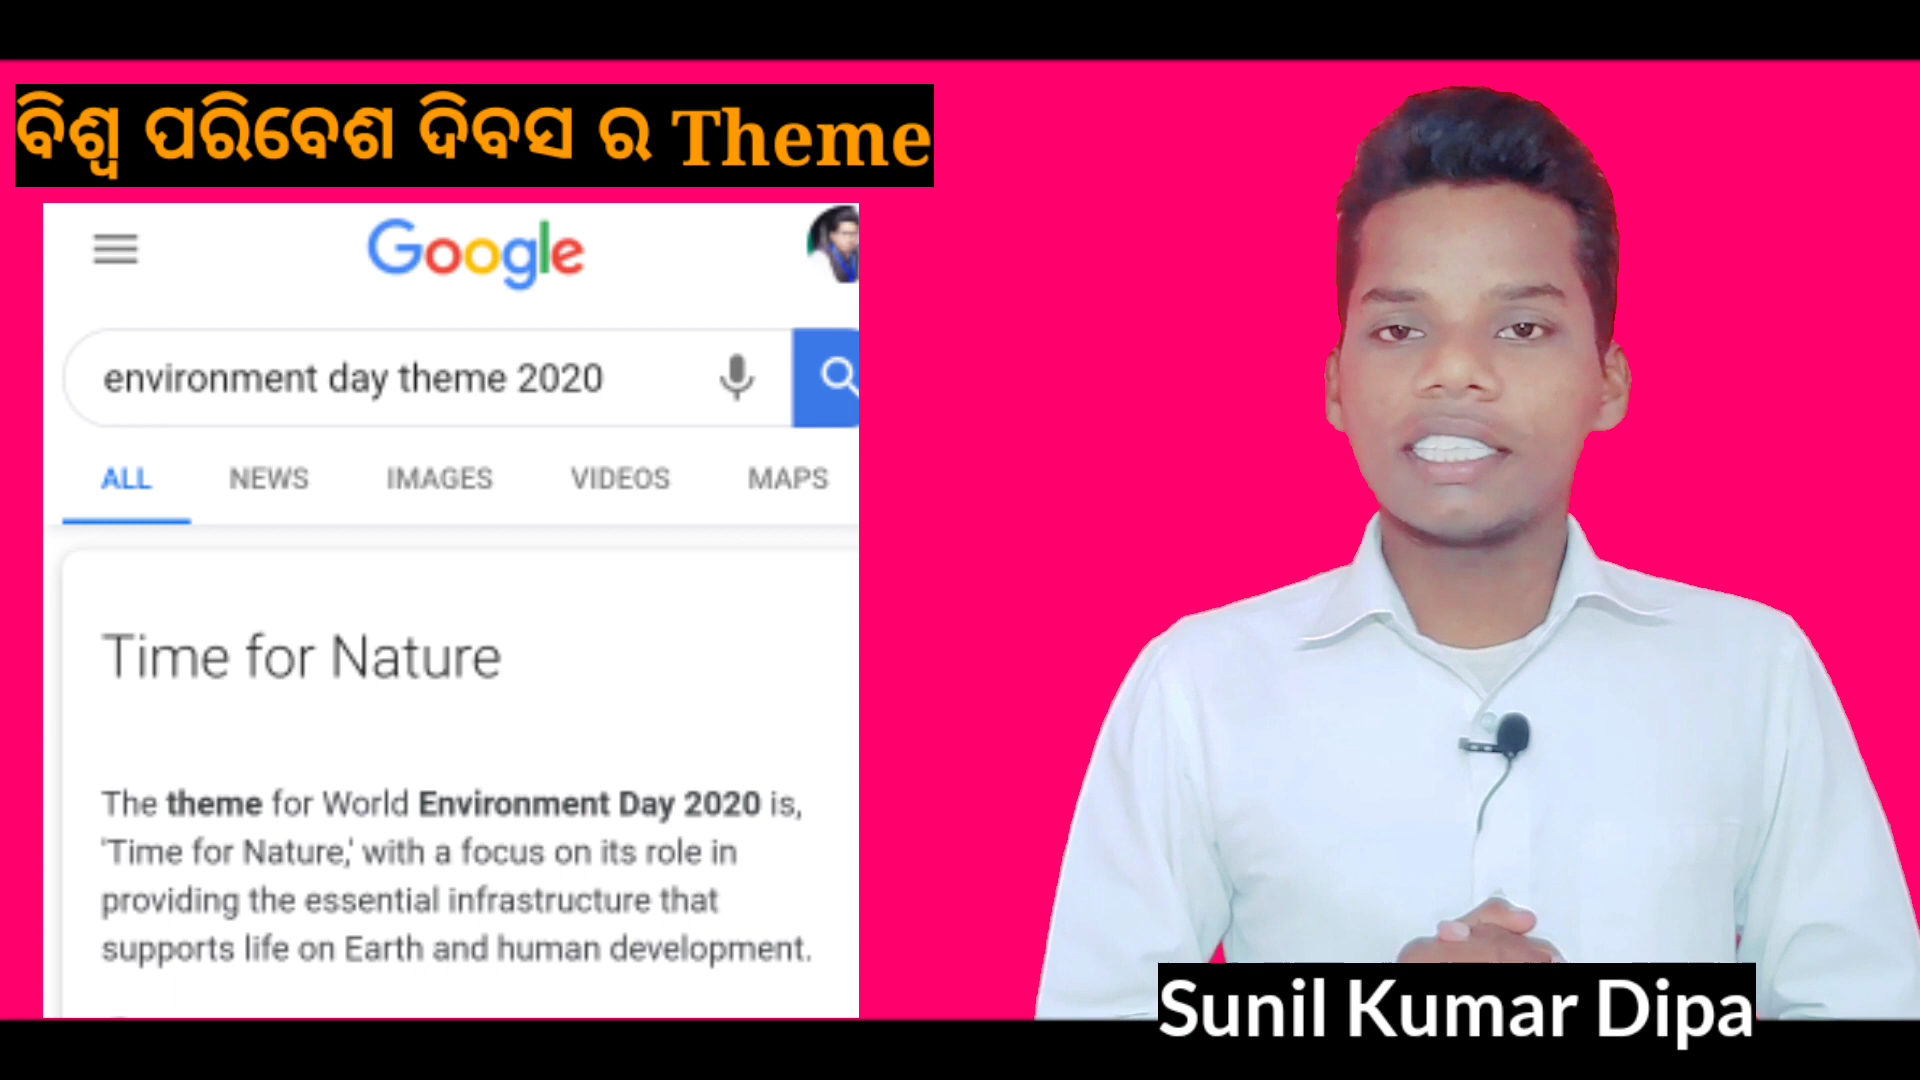 ବିଶ୍ୱ ପରିବେଶ ଦିବସ ର Theme
Google
environment day theme 2020
ALL NEWS IMAGES VIDEOS MAPS
Time for Nature
The theme for World Environment Day 2020 is,
'Time for Nature,' with a focus on its role in
providing the essential infrastructure that
supports life on Earth and human development.
Sunil Kumar Dipa